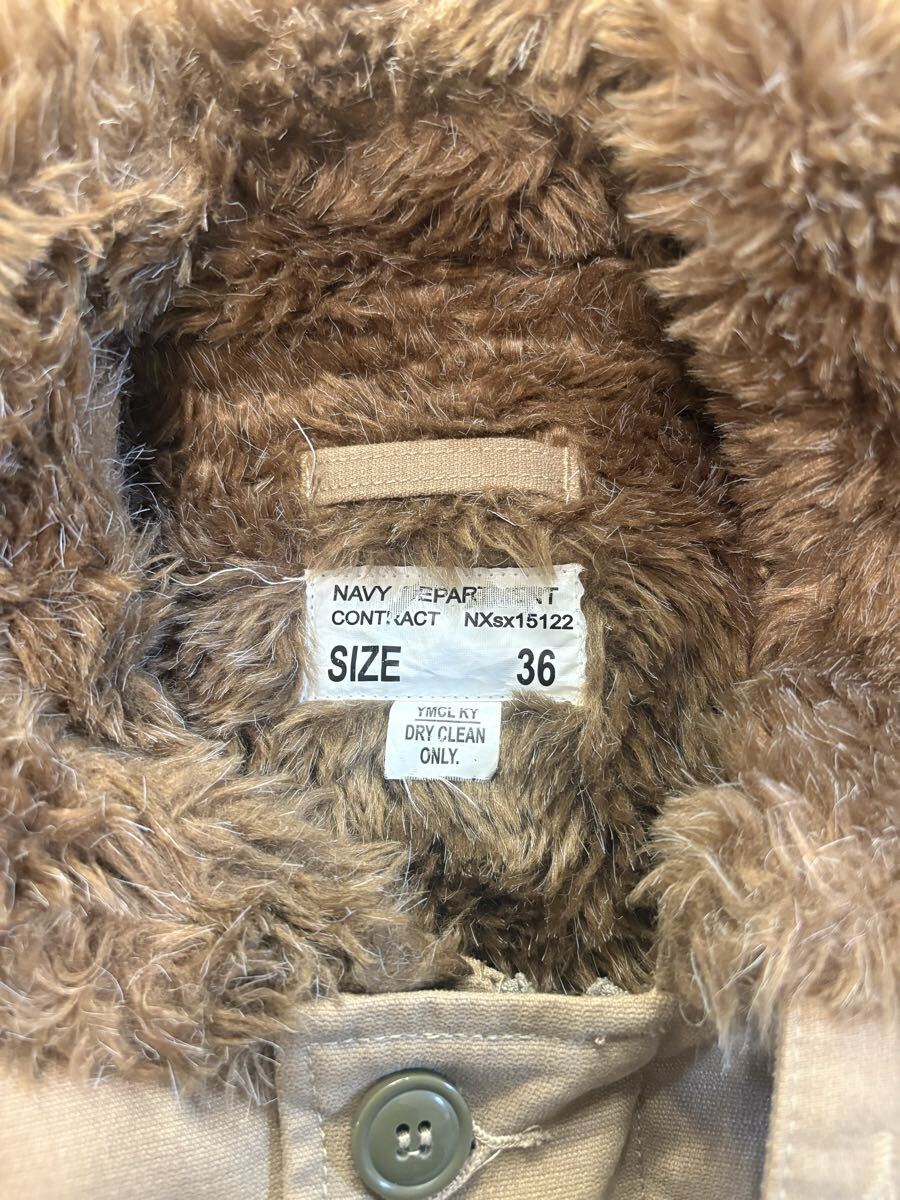 NAVY DEPARTMENT
CONTRACT NXsx15122
SIZE 36
YMCL KY
DRY CLEAN
ONLY.